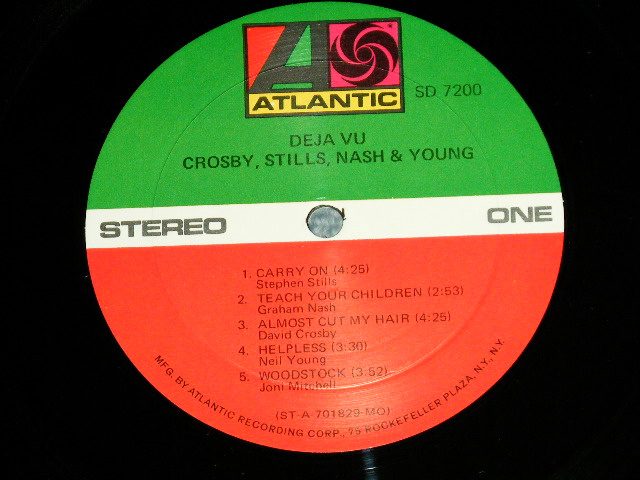 ATLANTIC
SD 7200
DEJA VU
CROSBY, STILLS, NASH & YOUNG
STEREO
ONE
1. CARRY ON (4:25)
Stephen Stills
2. TEACH YOUR CHILDREN (2:53)
Graham Nash
3. ALMOST CUT MY HAIR (4:25)
David Crosby
4. HELPLESS (3:30)
Neil Young
5. WOODSTOCK (3:52)
Joni Mitchell
(ST-A-701829-MO)
MFG. BY ATLANTIC RECORDING CORP., 75 ROCKEFELLER PLAZA, N.Y., N.Y.